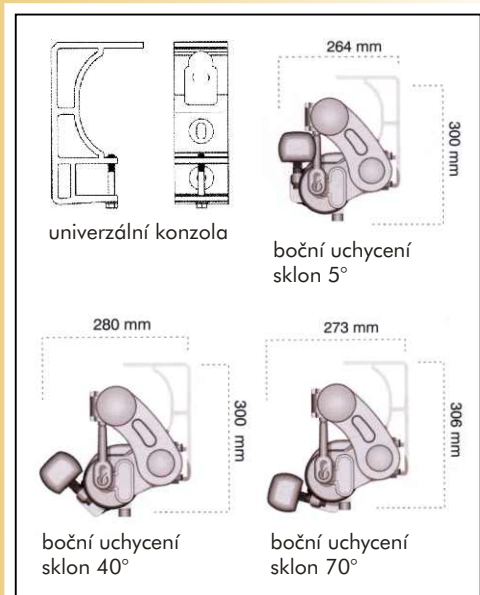 univerzální konzola
264 mm
300 mm
boční uchycení
sklon 5°
280 mm
300 mm
boční uchycení
sklon 40°
273 mm
306 mm
boční uchycení
sklon 70°